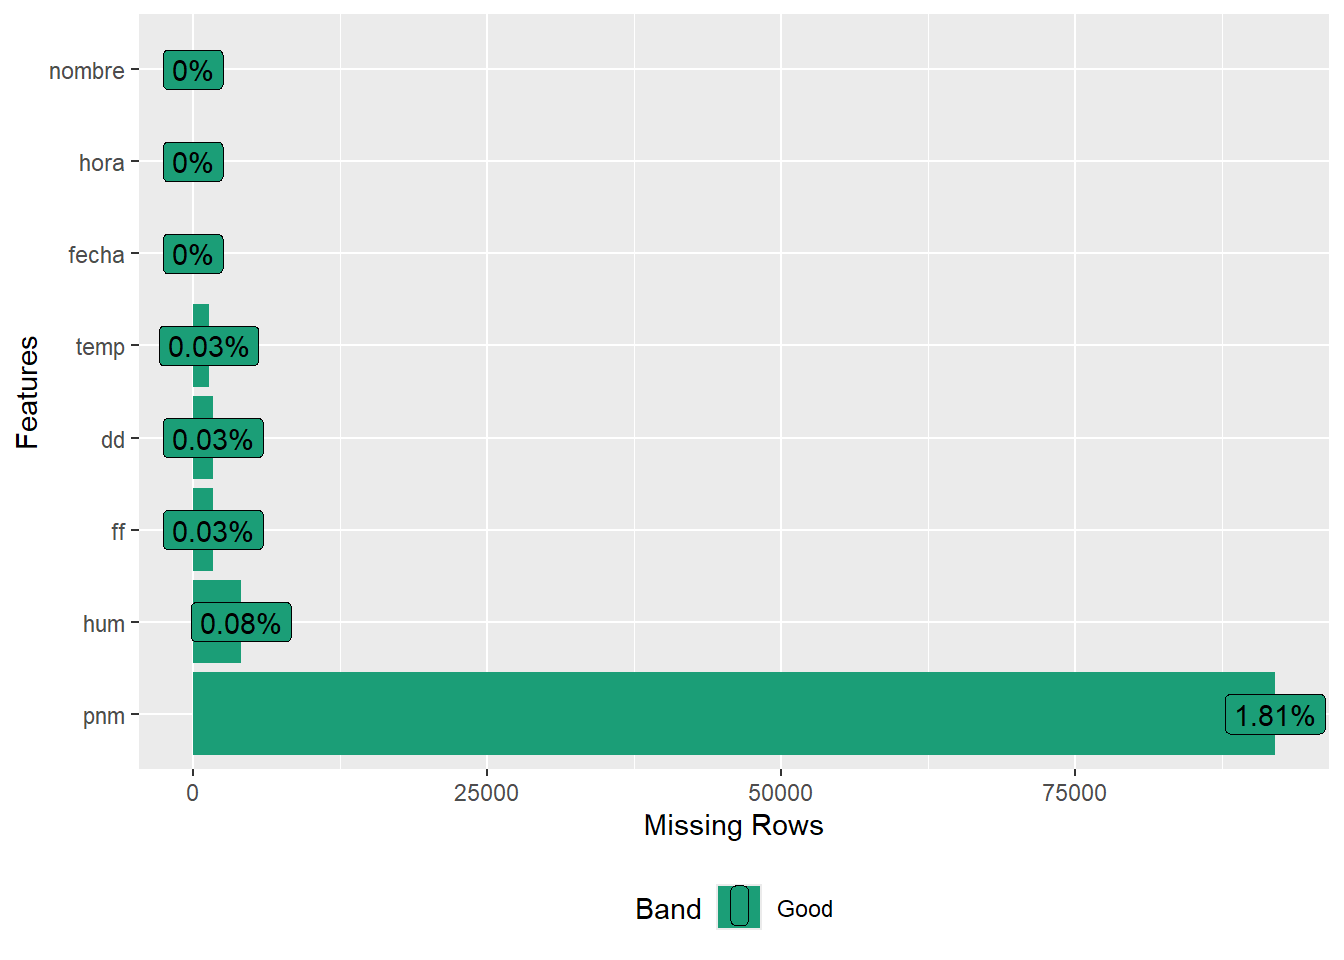 nombre 0%
hora 0%
fecha 0%
temp 0.03%
dd 0.03%
ff 0.03%
hum 0.08%
pnm 1.81%
Features
0 25000 50000 75000
Missing Rows
Band Good